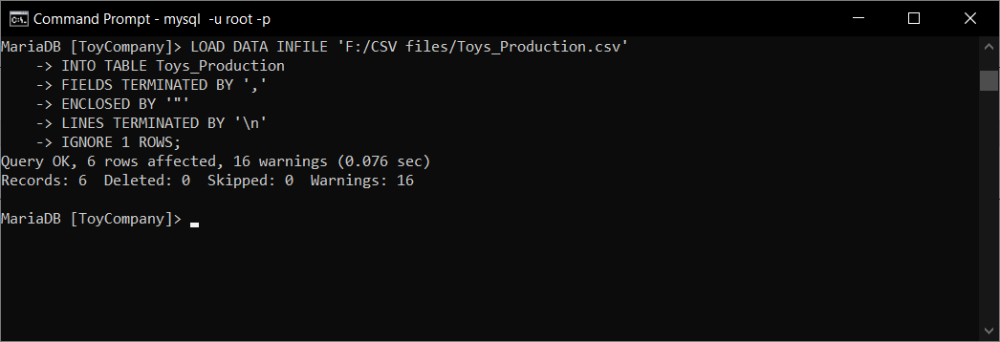 Command Prompt - mysql  -u root -p
MariaDB [ToyCompany]> LOAD DATA INFILE 'F:/CSV files/Toys_Production.csv'
    -> INTO TABLE Toys_Production
    -> FIELDS TERMINATED BY ','
    -> ENCLOSED BY '"'
    -> LINES TERMINATED BY '\n'
    -> IGNORE 1 ROWS;
Query OK, 6 rows affected, 16 warnings (0.076 sec)
Records: 6  Deleted: 0  Skipped: 0  Warnings: 16
MariaDB [ToyCompany]>